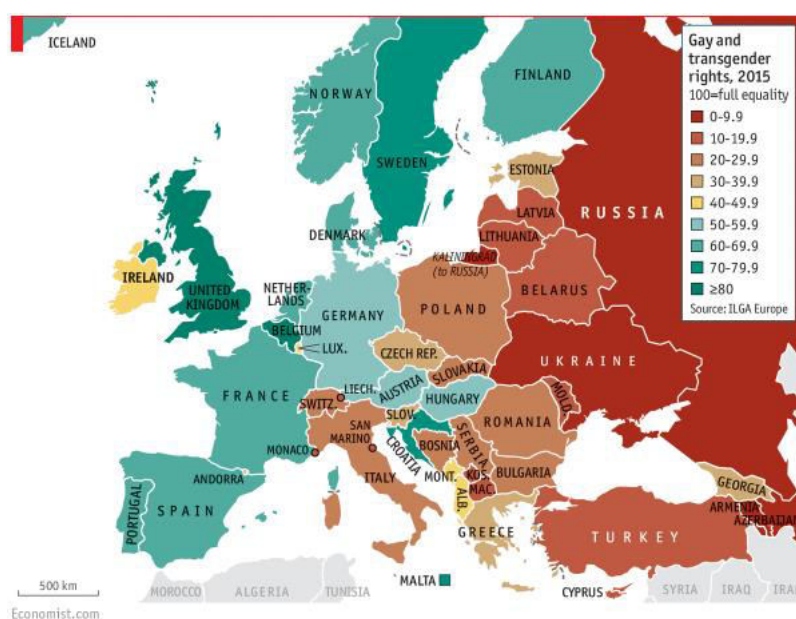 ICELAND
Gay and
transgender
rights, 2015
100=full equality
0-9.9
10-19.9
20-29.9
30-39.9
40-49.9
50-59.9
60-69.9
70-79.9
≥80
Source: ILGA Europe
FINLAND
NORWAY
SWEDEN
ESTONIA
RUSSIA
LATVIA
DENMARK
LITHUANIA
KALININGRAD
(to RUSSIA)
IRELAND
UNITED
KINGDOM
NETHER-
LANDS
BELARUS
POLAND
GERMANY
BELGIUM
LUX.
CZECH REP.
UKRAINE
SLOVAKIA
FRANCE
LIECH.
AUSTRIA
HUNGARY
MOLD.
SWITZ.
SLOV.
ROMANIA
SAN
MARINO
CROATIA
BOSNIA
SERBIA
MONACO
ITALY
MONT.
KOS.
BULGARIA
ANDORRA
MAC.
ALB.
GEORGIA
PORTUGAL
SPAIN
GREECE
ARMENIA
AZERBAIJAN
TURKEY
500 km
MOROCCO
ALGERIA
TUNISIA
MALTA
CYPRUS
SYRIA
IRAQ
IRAN
Economist.com